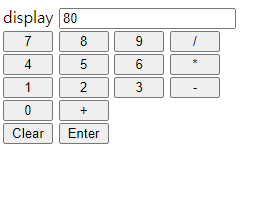 display 80
7 8 9 /
4 5 6 *
1 2 3 -
0 +
Clear Enter